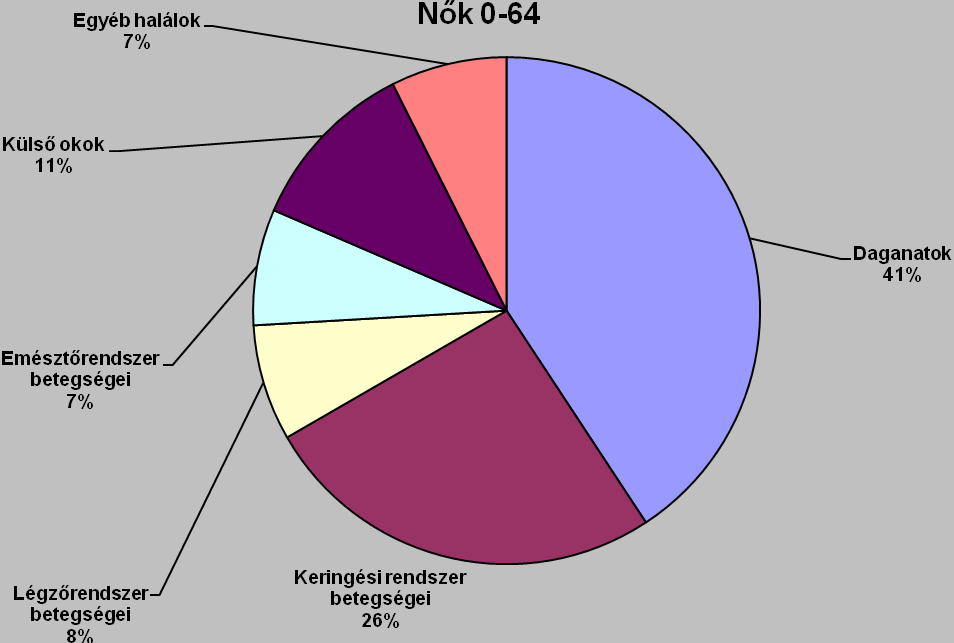 Nők 0-64
Egyéb halálok
7%
Külső okok
11%
Daganatok
41%
Emésztőrendszer
betegségei
7%
Keringési rendszer
betegségei
26%
Légzőrendszer
betegségei
8%